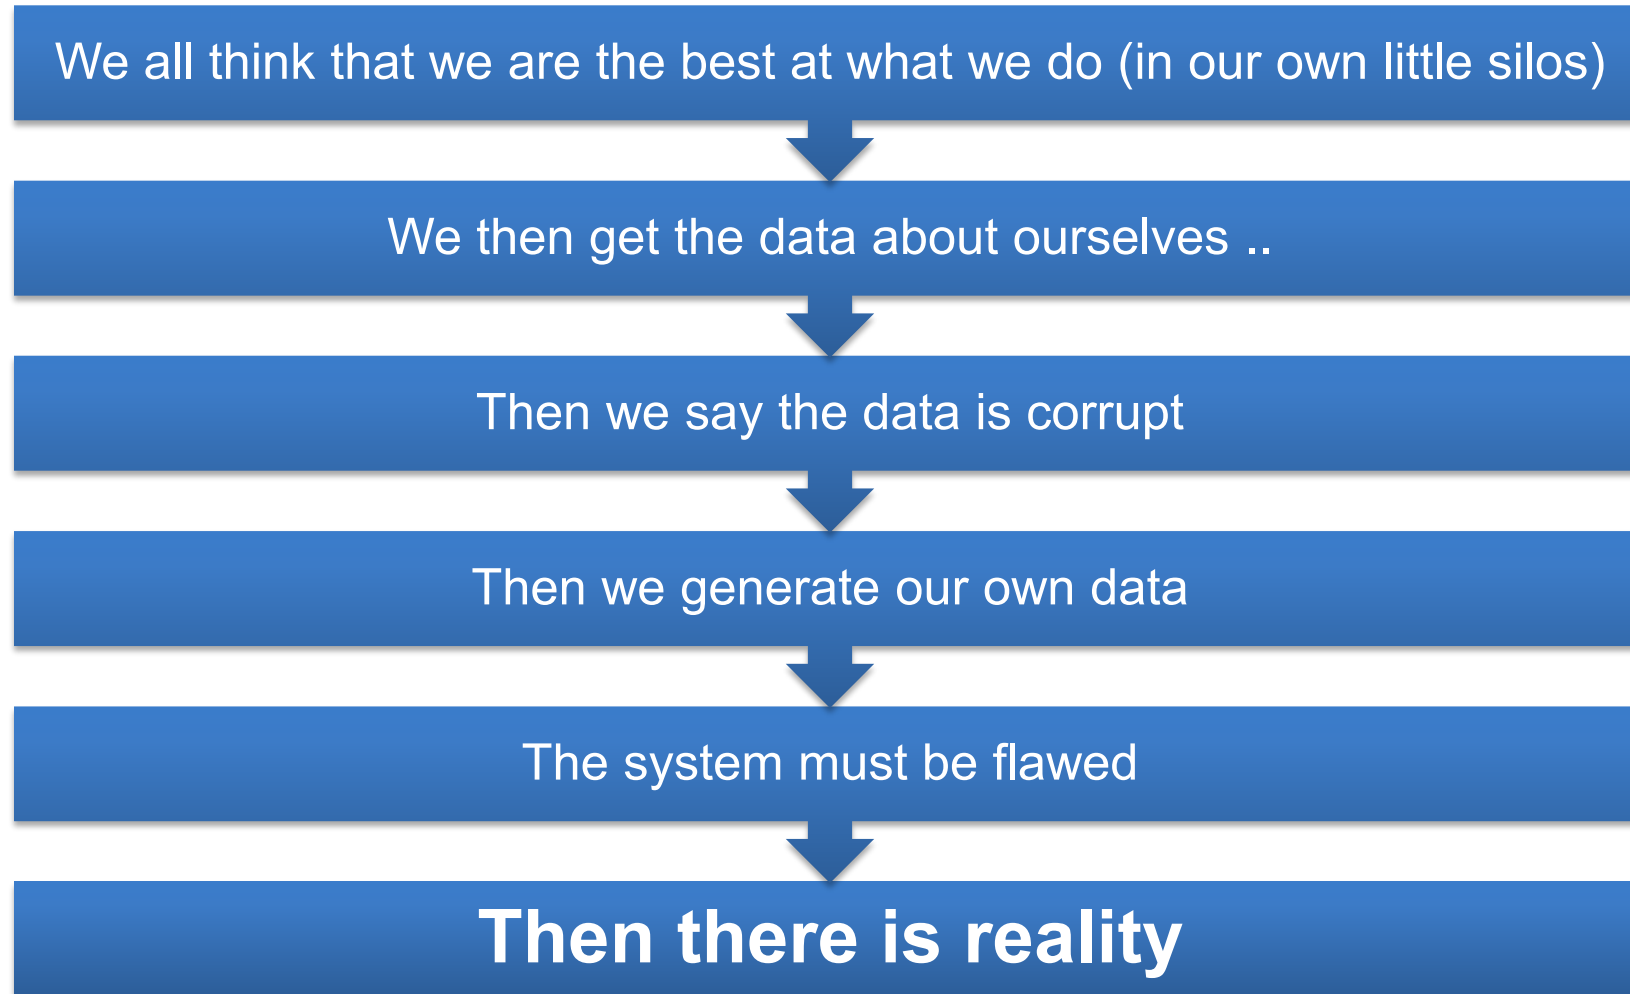 We all think that we are the best at what we do (in our own little silos)
We then get the data about ourselves ..
Then we say the data is corrupt
Then we generate our own data
The system must be flawed
Then there is reality